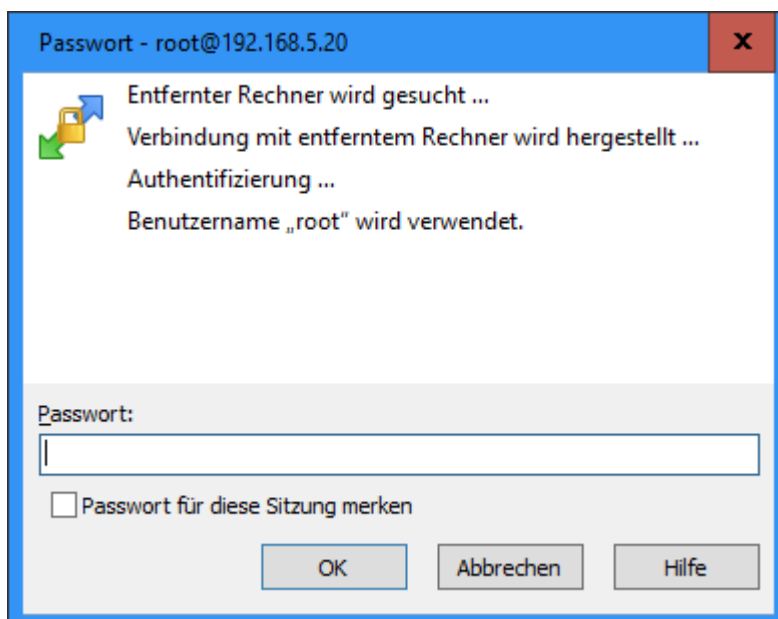 Passwort - root@192.168.5.20
x
Entfernter Rechner wird gesucht ...
Verbindung mit entferntem Rechner wird hergestellt ...
Authentifizierung ...
Benutzername „root“ wird verwendet.
Passwort:
Passwort für diese Sitzung merken
OK Abbrechen Hilfe